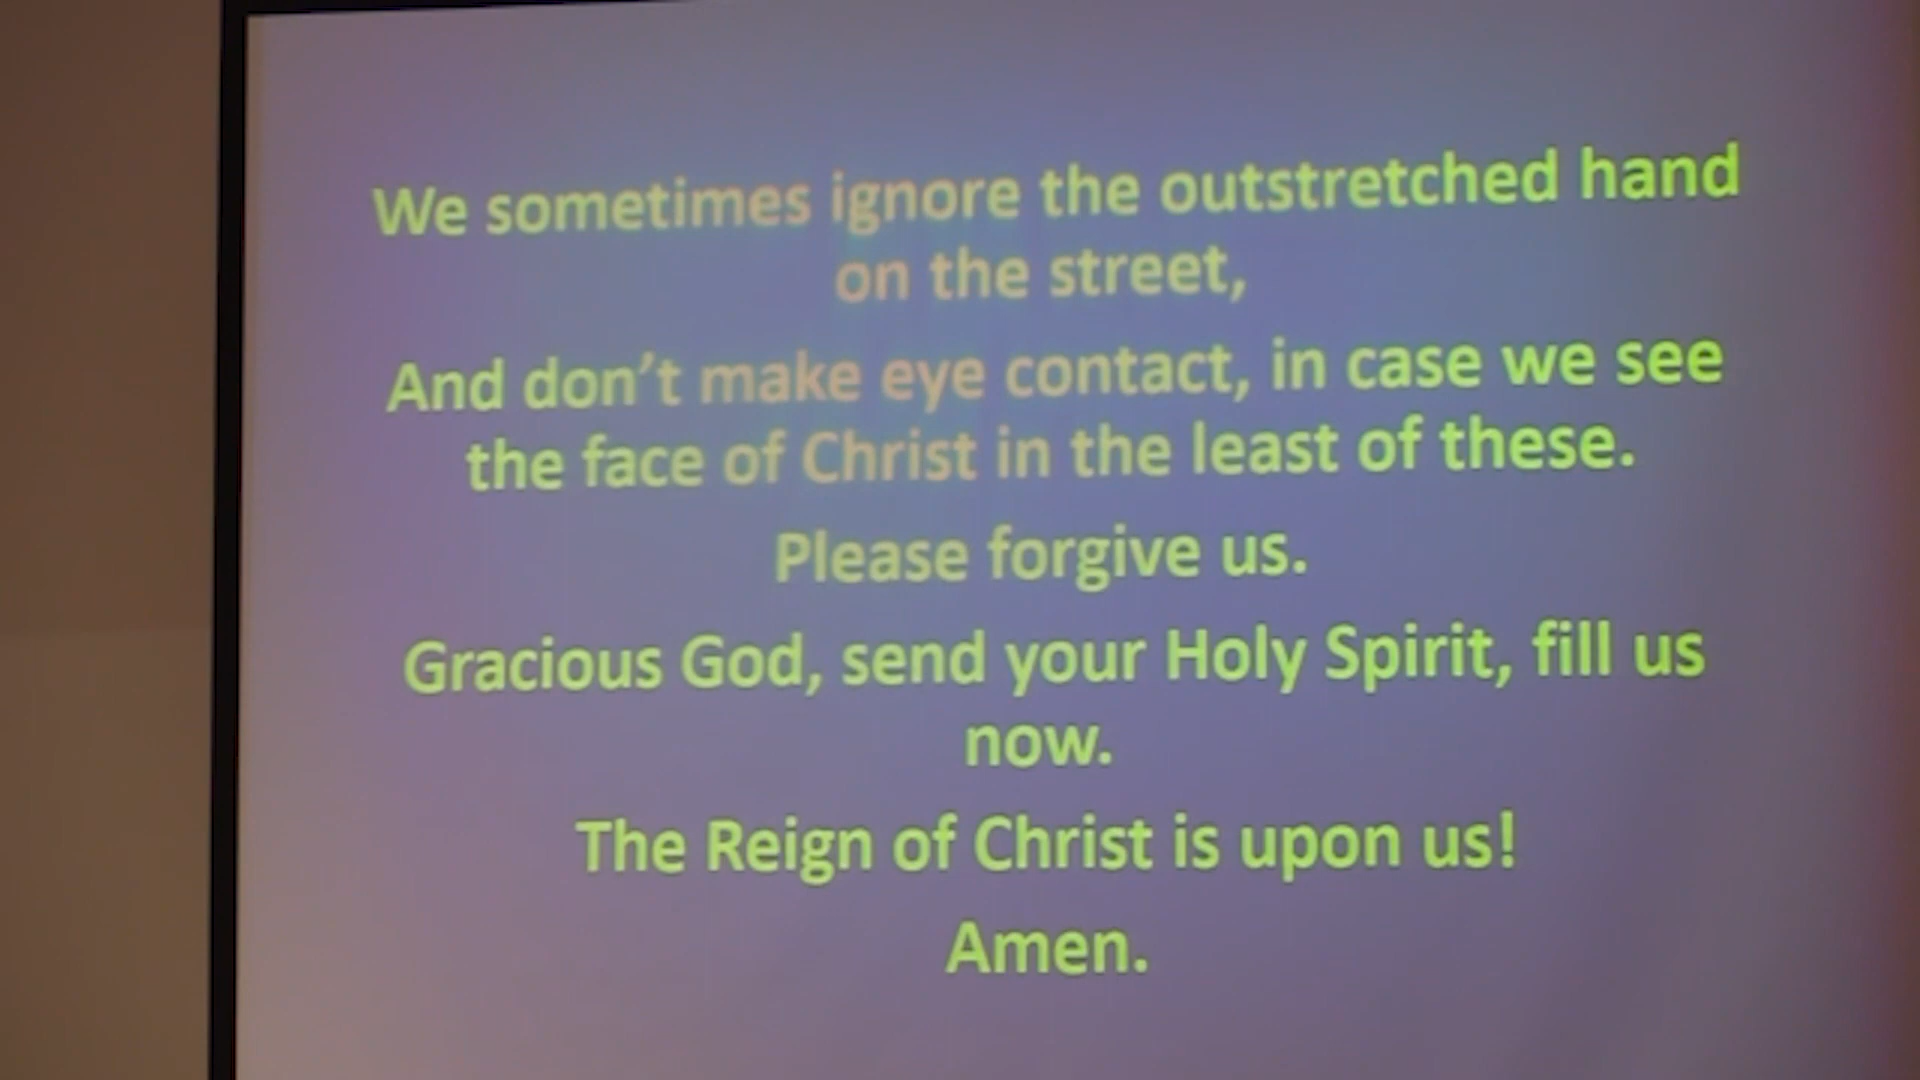 We sometimes ignore the outstretched hand
on the street,
And don’t make eye contact, in case we see
the face of Christ in the least of these.
Please forgive us.
Gracious God, send your Holy Spirit, fill us
now.
The Reign of Christ is upon us!
Amen.